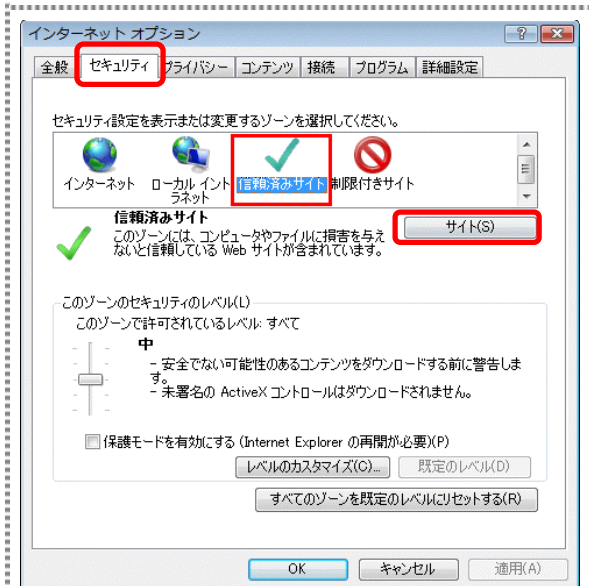 インターネット オプション
全般 セキュリティ プライバシー コンテンツ 接続 プログラム 詳細設定
セキュリティ設定を表示または変更するゾーンを選択してください。
インターネット ローカル イント 信頼済みサイト 制限付きサイト
ラネット
信頼済みサイト
サイト(S)
このゾーンには、コンピュータやファイルに損害を与え
ないと信頼している Web サイトが含まれています。
このゾーンのセキュリティのレベル(L)
このゾーンで許可されているレベル: すべて
中
- 安全でない可能性のあるコンテンツをダウンロードする前に警告しま
す。
- 未署名の ActiveX コントロールはダウンロードされません。
保護モードを有効にする (Internet Explorer の再開が必要)(P)
レベルのカスタマイズ(C)... 既定のレベル(D)
すべてのゾーンを既定のレベルにリセットする(R)
OK キャンセル 適用(A)